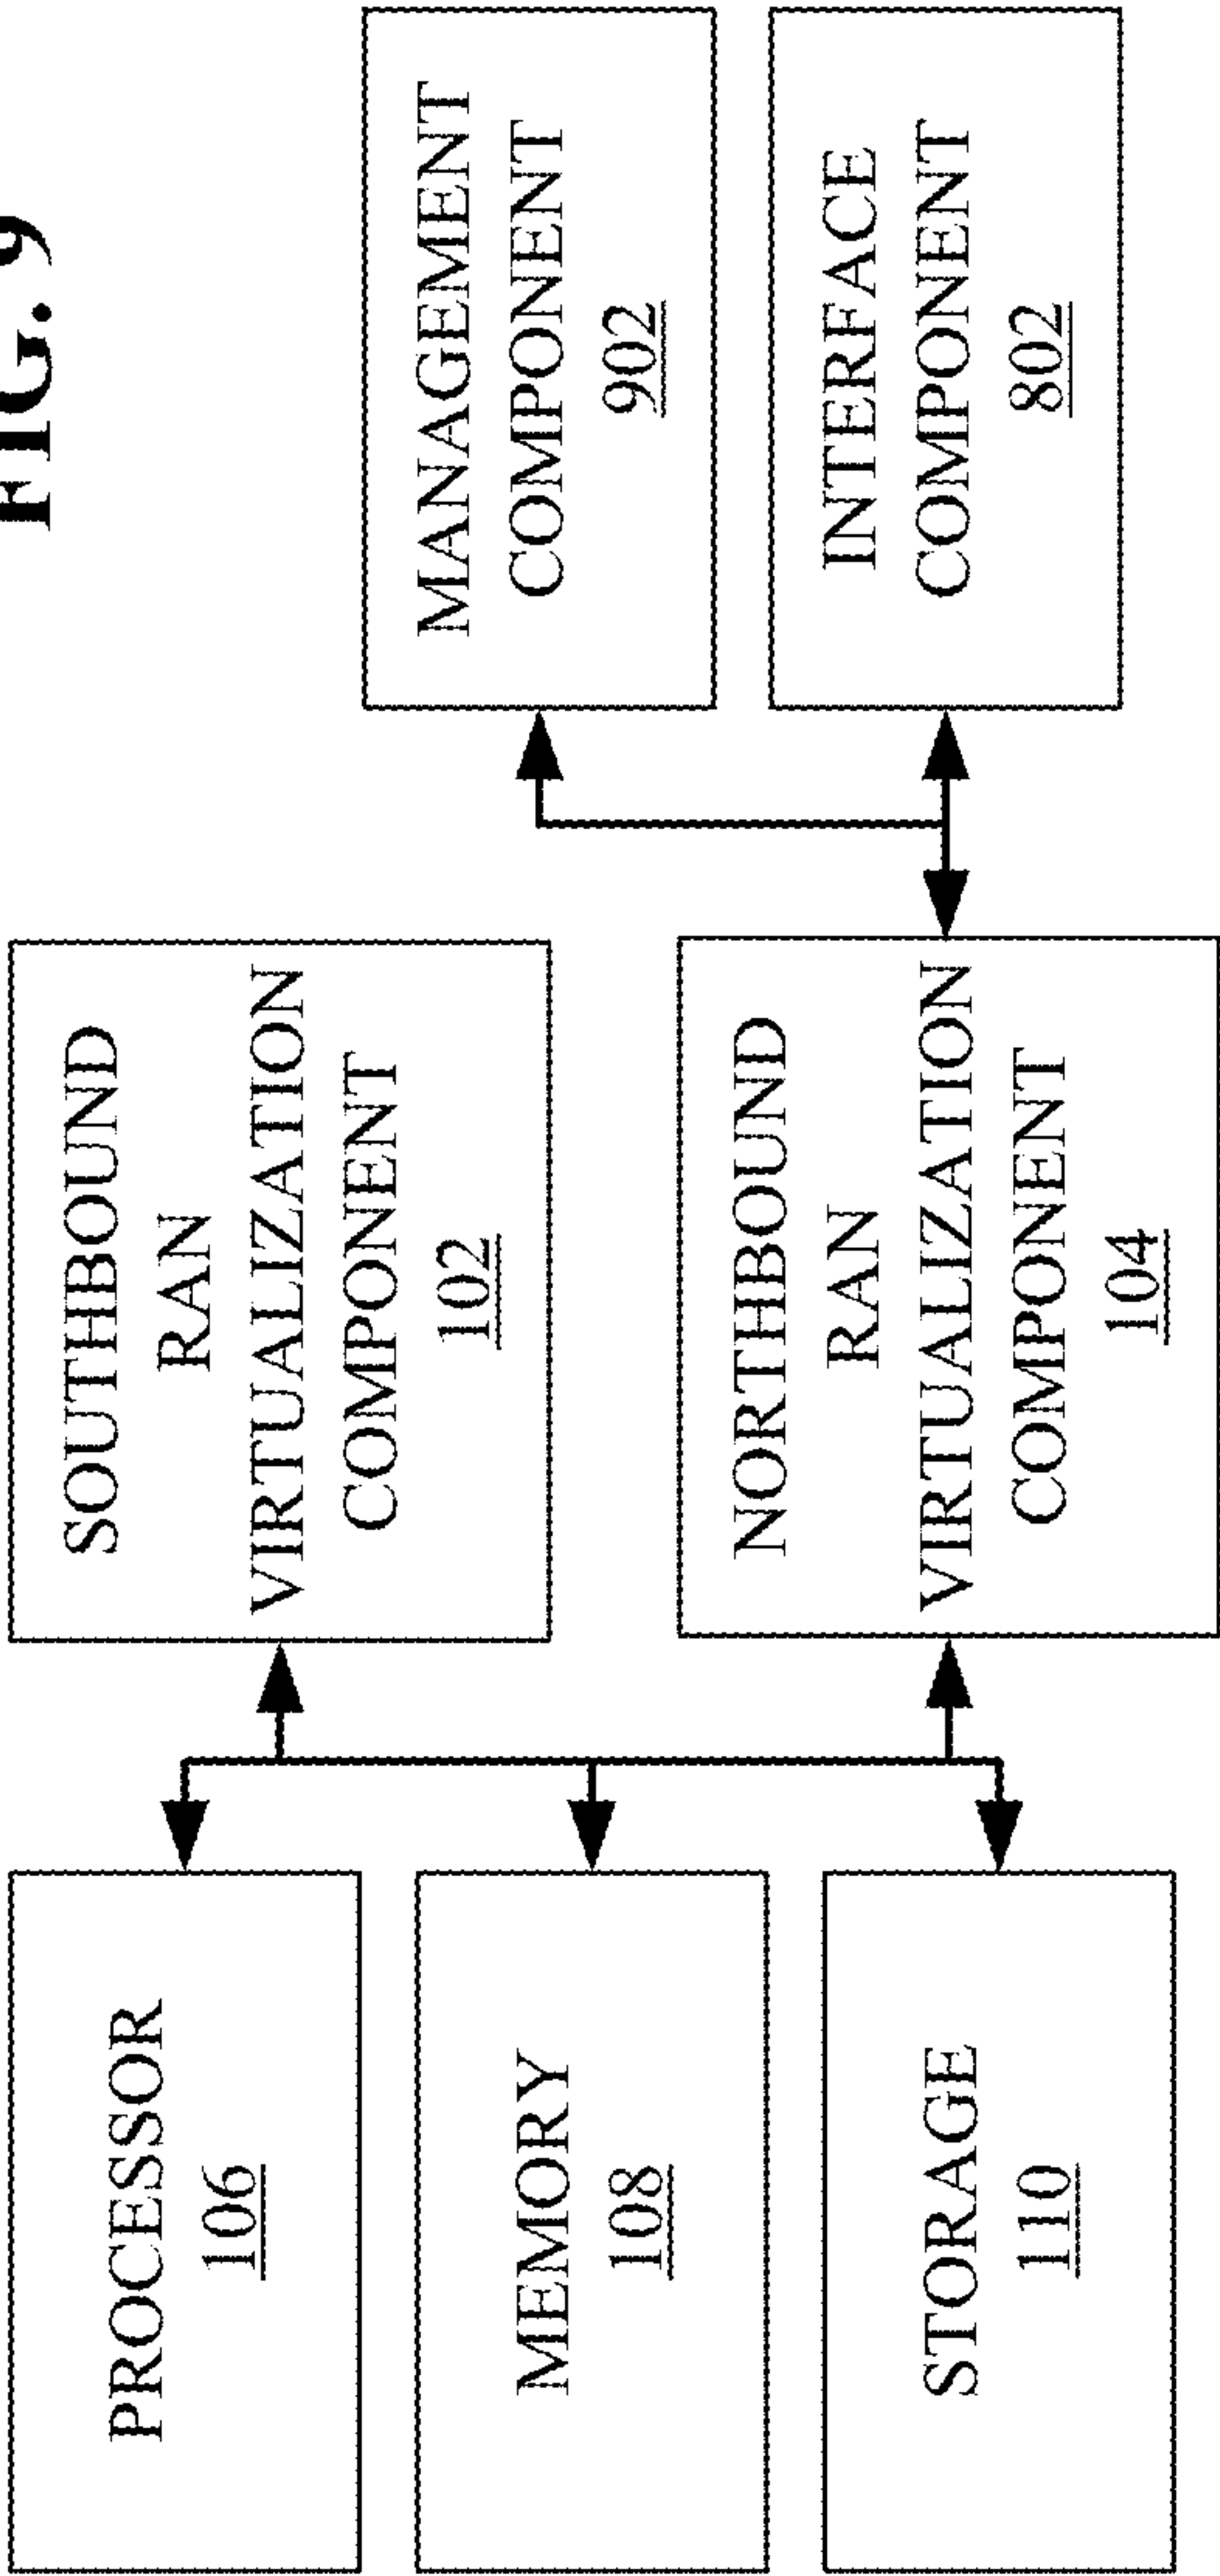 FIG. 9
PROCESSOR
106
MEMORY
108
STORAGE
110
SOUTHBOUND
RAN
VIRTUALIZATION
COMPONENT
102
NORTHBOUND
RAN
VIRTUALIZATION
COMPONENT
104
MANAGEMENT
COMPONENT
902
INTERFACE
COMPONENT
802